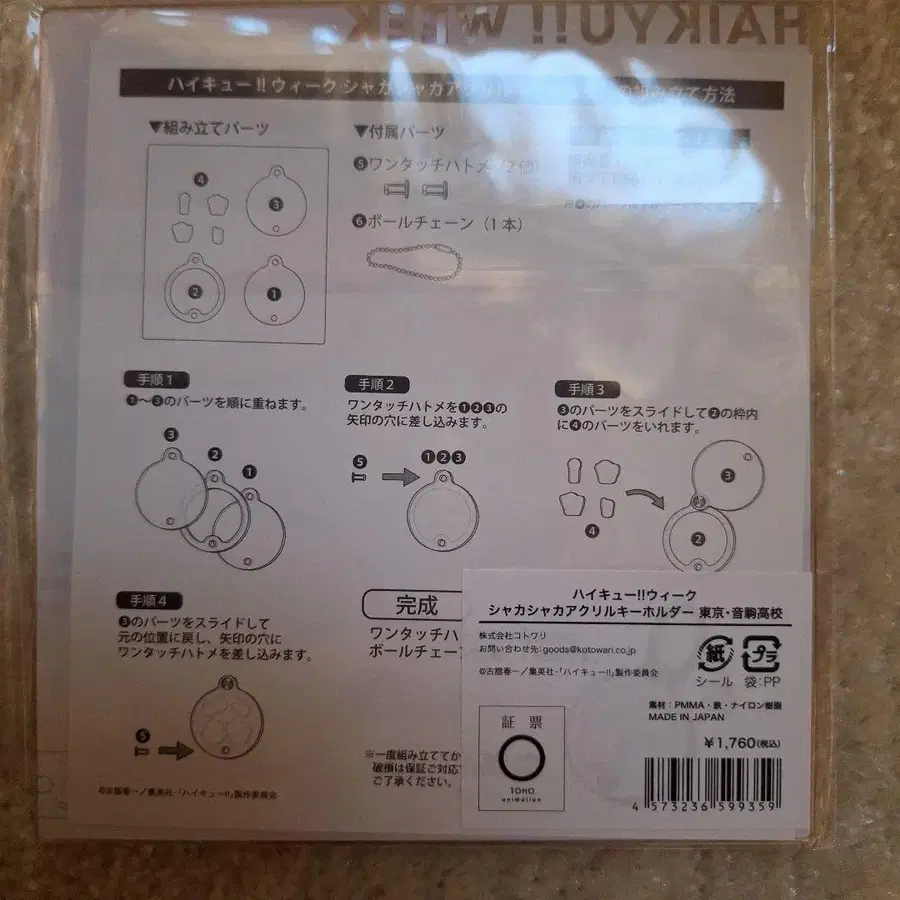 HAIKYU!! WEEK
ハイキュー!!ウィーク シャカシャカアクリル の組み立て方法
▼組み立てパーツ
④
③
②
①
▼付属パーツ
⑤ワンタッチハトメ（2個）
⑥ボールチェーン（1本）
手順1
①〜③のパーツを順に重ねます。
③
②
①
手順2
ワンタッチハトメを①②③の
矢印の穴に差し込みます。
⑤
①②③
手順3
③のパーツをスライドして②の枠内
に④のパーツをいれます。
③
④
②
手順4
③のパーツをスライドして
元の位置に戻し、矢印の穴に
ワンタッチハトメを差し込みます。
⑤
完成
ワンタッチハ
ボールチェーン
※一度組み立ててか
破損は保証ご対応
ご了承ください。
©古舘春一／集英社・「ハイキュー!!」製作委員会
ハイキュー!!ウィーク
シャカシャカアクリルキーホルダー 東京・音駒高校
株式会社コトワリ
お問い合わせ先：goods@kotowari.co.jp
©古舘春一／集英社・「ハイキュー!!」製作委員会
紙
シール
プラ
袋：PP
素材：PMMA・鉄・ナイロン樹脂
MADE IN JAPAN
¥1,760(税込)
証票
TOHO
animation
4 573236 599359